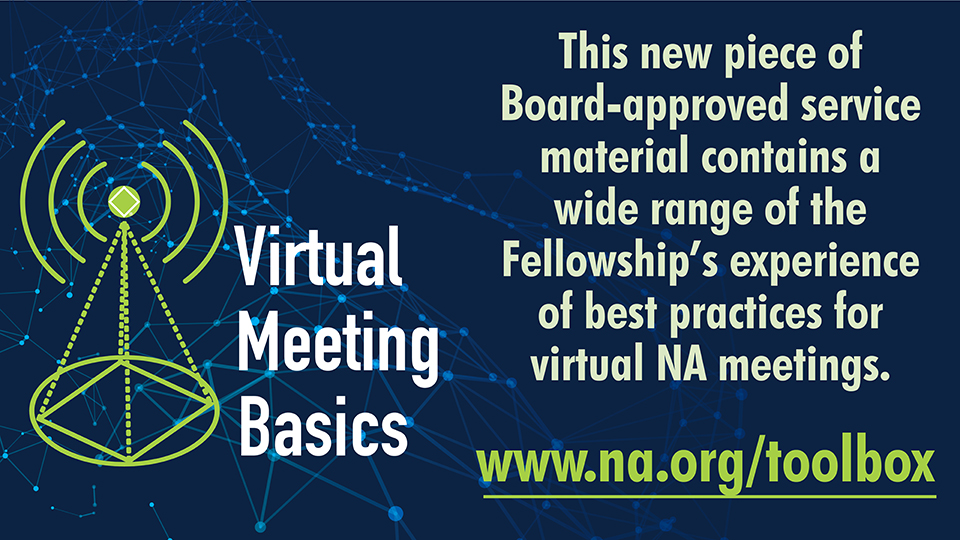 Virtual
Meeting
Basics
This new piece of
Board-approved service
material contains a
wide range of the
Fellowship’s experience
of best practices for
virtual NA meetings.
www.na.org/toolbox